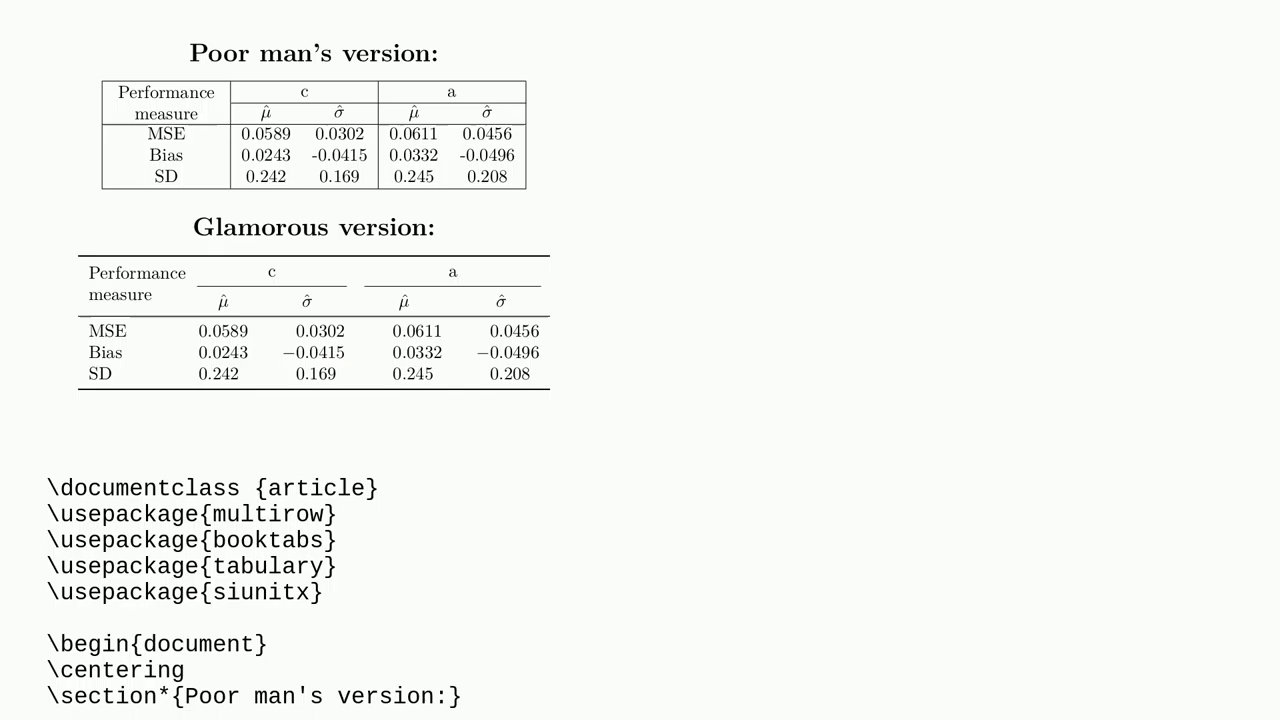 Poor man's version:
Performance measure c a
μ̂ σ̂ μ̂ σ̂
MSE 0.0589 0.0302 0.0611 0.0456
Bias 0.0243 -0.0415 0.0332 -0.0496
SD 0.242 0.169 0.245 0.208
Glamorous version:
Performance measure c a
μ̂ σ̂ μ̂ σ̂
MSE 0.0589 0.0302 0.0611 0.0456
Bias 0.0243 −0.0415 0.0332 −0.0496
SD 0.242 0.169 0.245 0.208
\documentclass {article}
\usepackage{multirow}
\usepackage{booktabs}
\usepackage{tabulary}
\usepackage{siunitx}
\begin{document}
\centering
\section*{Poor man's version:}